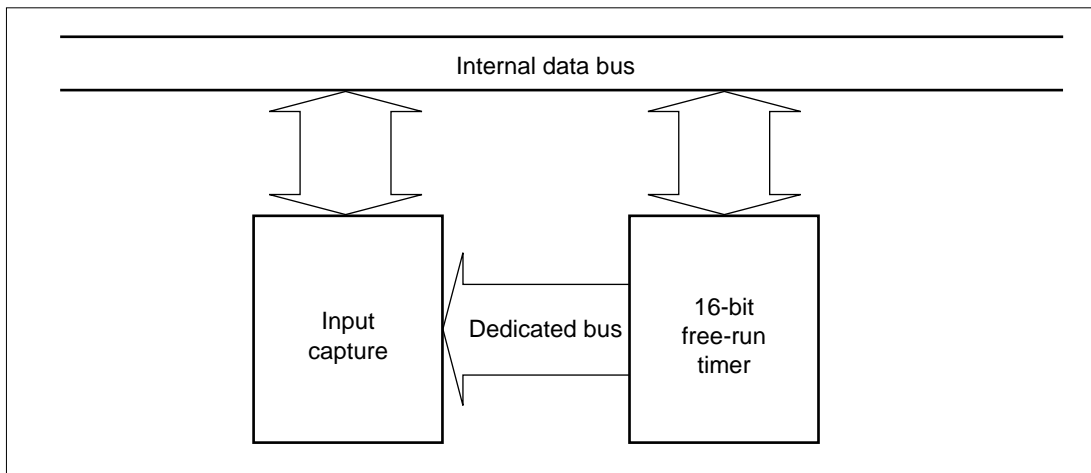 Internal data bus
Input
capture
Dedicated bus
16-bit
free-run
timer